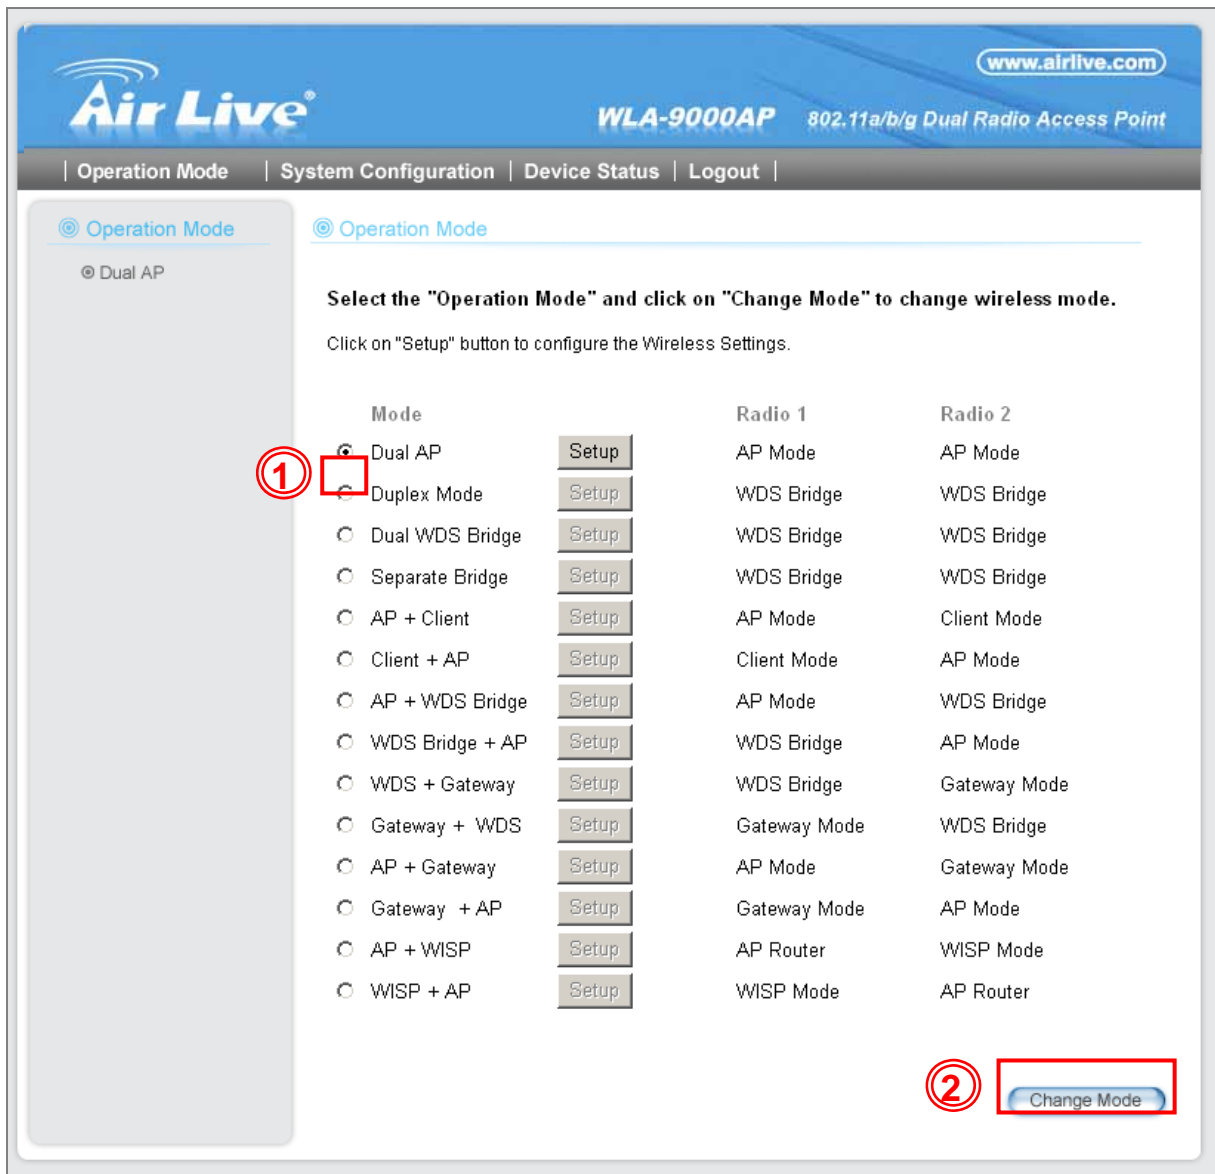 www.airlive.com
Air Live®
WLA-9000AP 802.11a/b/g Dual Radio Access Point
| Operation Mode | System Configuration | Device Status | Logout |
Operation Mode
Dual AP
Operation Mode
Select the "Operation Mode" and click on "Change Mode" to change wireless mode.
Click on "Setup" button to configure the Wireless Settings.
Mode Radio 1 Radio 2
Dual AP Setup AP Mode AP Mode
1
Duplex Mode Setup WDS Bridge WDS Bridge
Dual WDS Bridge Setup WDS Bridge WDS Bridge
Separate Bridge Setup WDS Bridge WDS Bridge
AP + Client Setup AP Mode Client Mode
Client + AP Setup Client Mode AP Mode
AP + WDS Bridge Setup AP Mode WDS Bridge
WDS Bridge + AP Setup WDS Bridge AP Mode
WDS + Gateway Setup WDS Bridge Gateway Mode
Gateway + WDS Setup Gateway Mode WDS Bridge
AP + Gateway Setup AP Mode Gateway Mode
Gateway + AP Setup Gateway Mode AP Mode
AP + WISP Setup AP Router WISP Mode
WISP + AP Setup WISP Mode AP Router
2
Change Mode